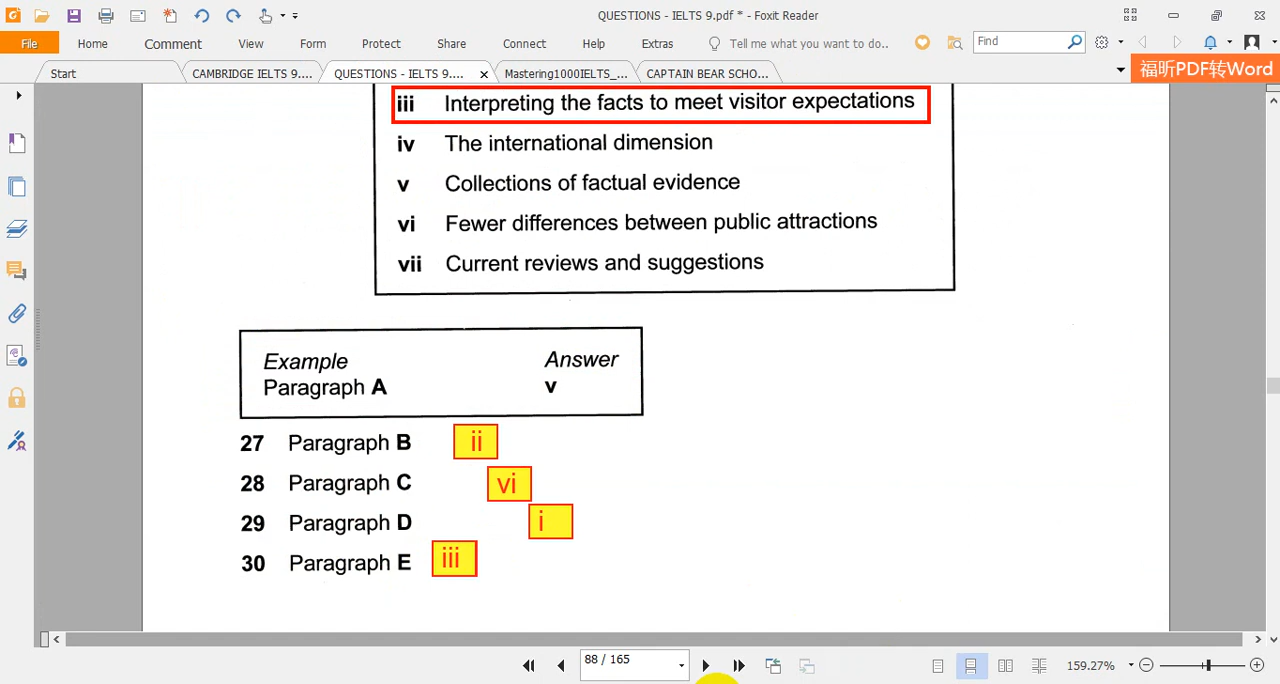 QUESTIONS - IELTS 9.pdf * - Foxit Reader
File Home Comment View Form Protect Share Connect Help Extras Tell me what you want to do.. Find
Start CAMBRIDGE IELTS 9.... QUESTIONS - IELTS 9.... Mastering1000IELTS_... CAPTAIN BEAR SCHO... 福昕PDF转Word
iii Interpreting the facts to meet visitor expectations
iv The international dimension
v Collections of factual evidence
vi Fewer differences between public attractions
vii Current reviews and suggestions
Example Answer
Paragraph A v
27 Paragraph B ii
28 Paragraph C vi
29 Paragraph D i
30 Paragraph E iii
88 / 165 159.27%